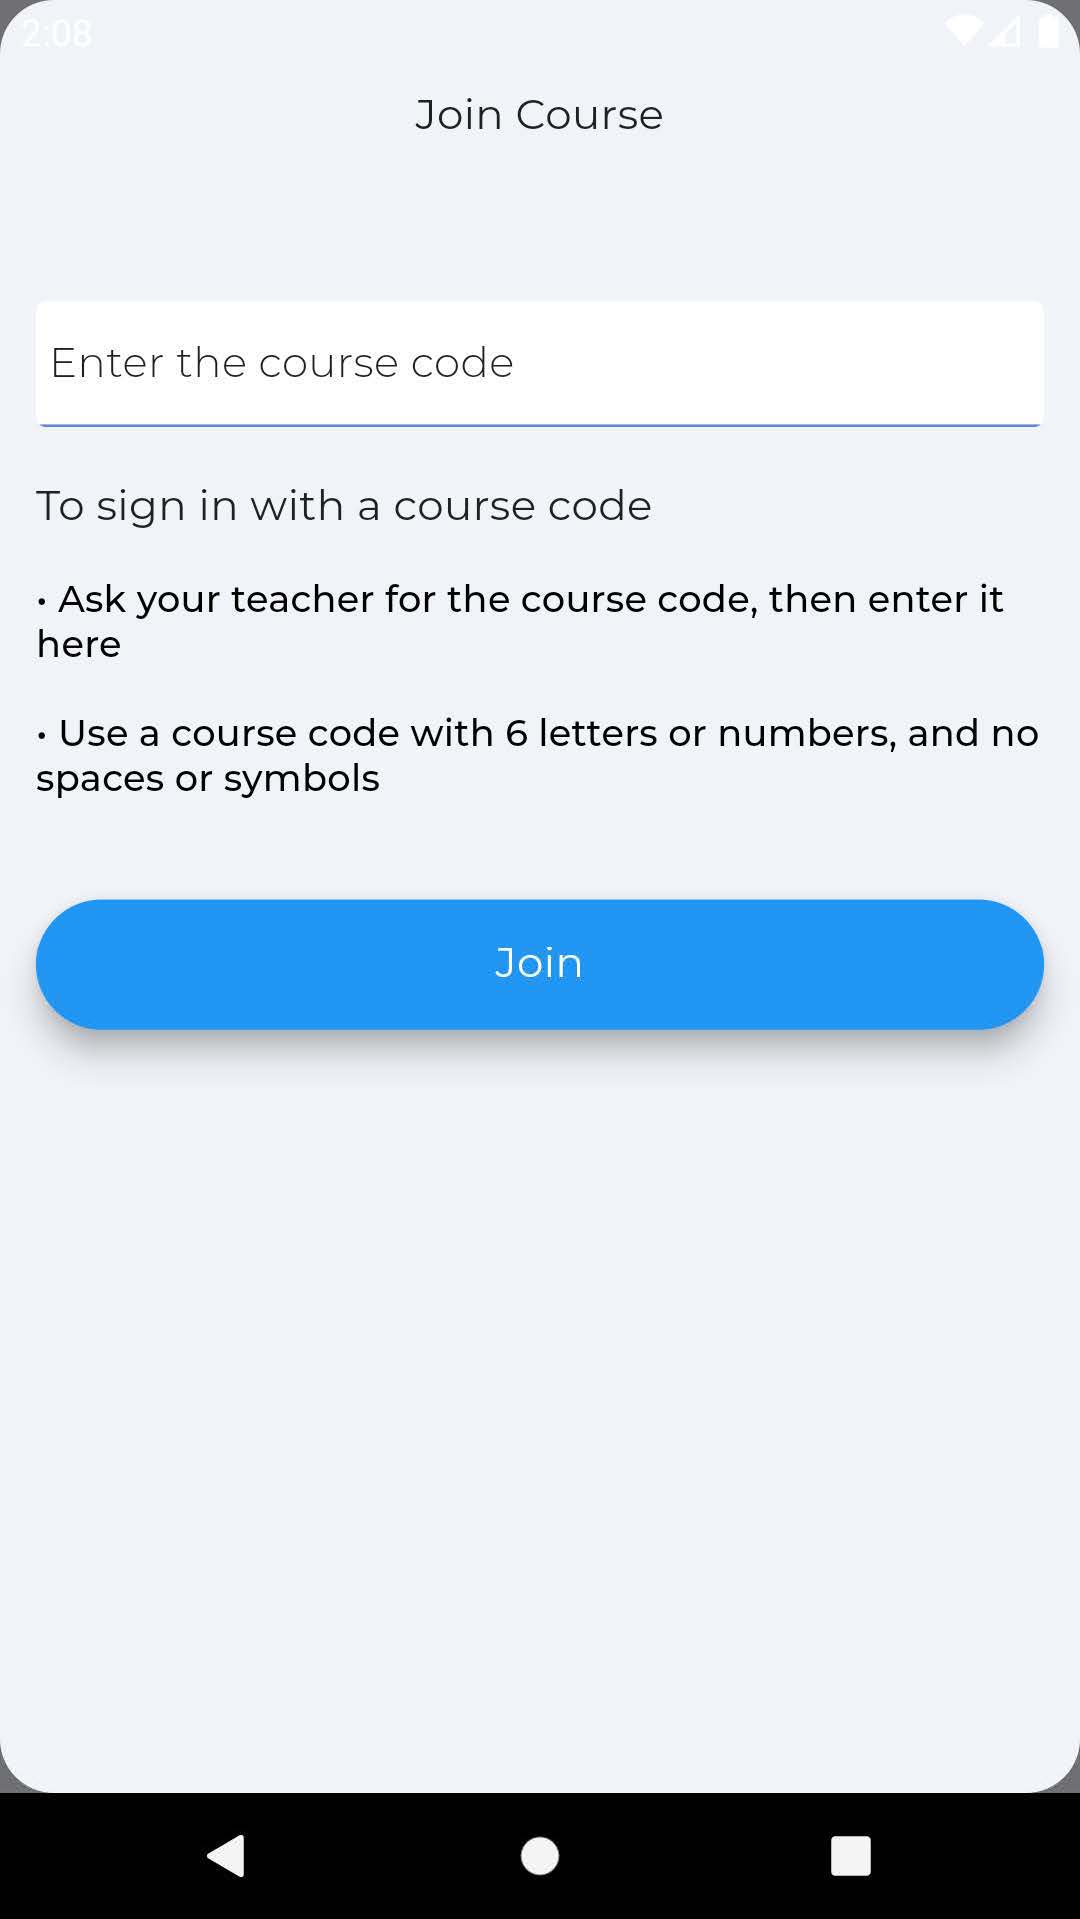 2:08
Join Course
Enter the course code
To sign in with a course code
• Ask your teacher for the course code, then enter it
here
• Use a course code with 6 letters or numbers, and no
spaces or symbols
Join